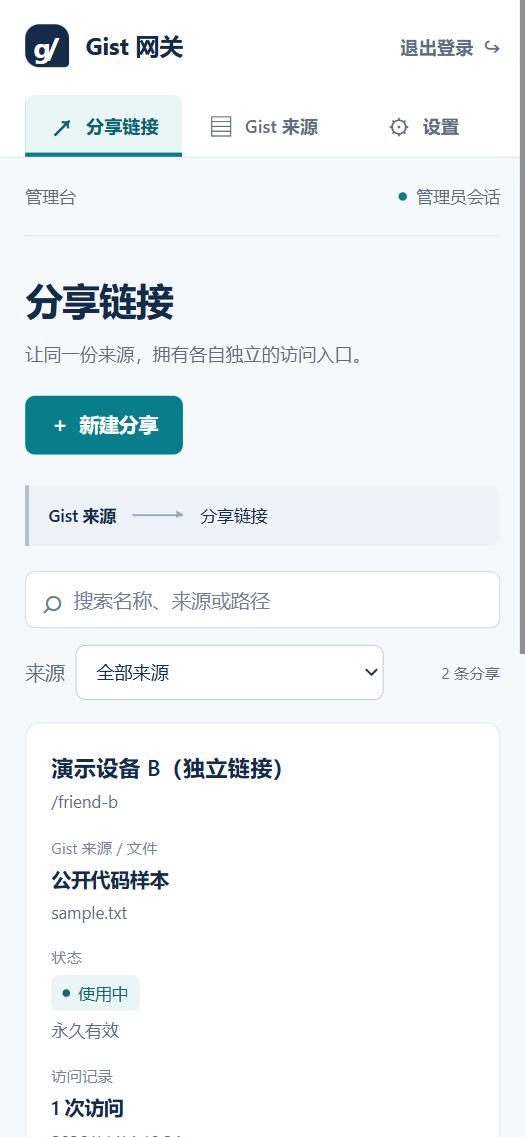 g/ Gist 网关 退出登录
分享链接 Gist 来源 设置
管理台 管理员会话
分享链接
让同一份来源，拥有各自独立的访问入口。
+ 新建分享
Gist 来源 分享链接
搜索名称、来源或路径
来源 全部来源 2 条分享
演示设备 B（独立链接）
/friend-b
Gist 来源 / 文件
公开代码样本
sample.txt
状态
使用中
永久有效
访问记录
1 次访问